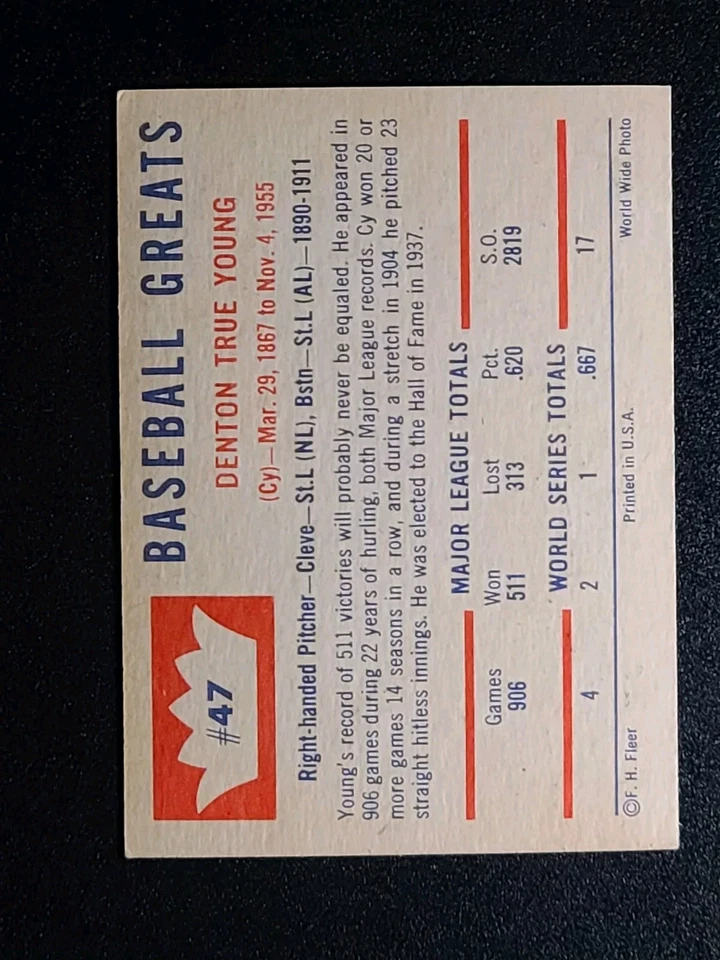 #47
BASEBALL GREATS
DENTON TRUE YOUNG
(Cy)—Mar. 29, 1867 to Nov. 4, 1955
Right-handed Pitcher—Cleve—St.L (NL), Bstn—St.L (AL)—1890-1911
Young's record of 511 victories will probably never be equaled. He appeared in
906 games during 22 years of hurling, both Major League records. Cy won 20 or
more games 14 seasons in a row, and during a stretch in 1904 he pitched 23
straight hitless innings. He was elected to the Hall of Fame in 1937.
MAJOR LEAGUE TOTALS
Games Won Lost Pct. S.O.
906 511 313 .620 2819
WORLD SERIES TOTALS
4 2 1 .667 17
©F. H. Fleer Printed in U.S.A. World Wide Photo